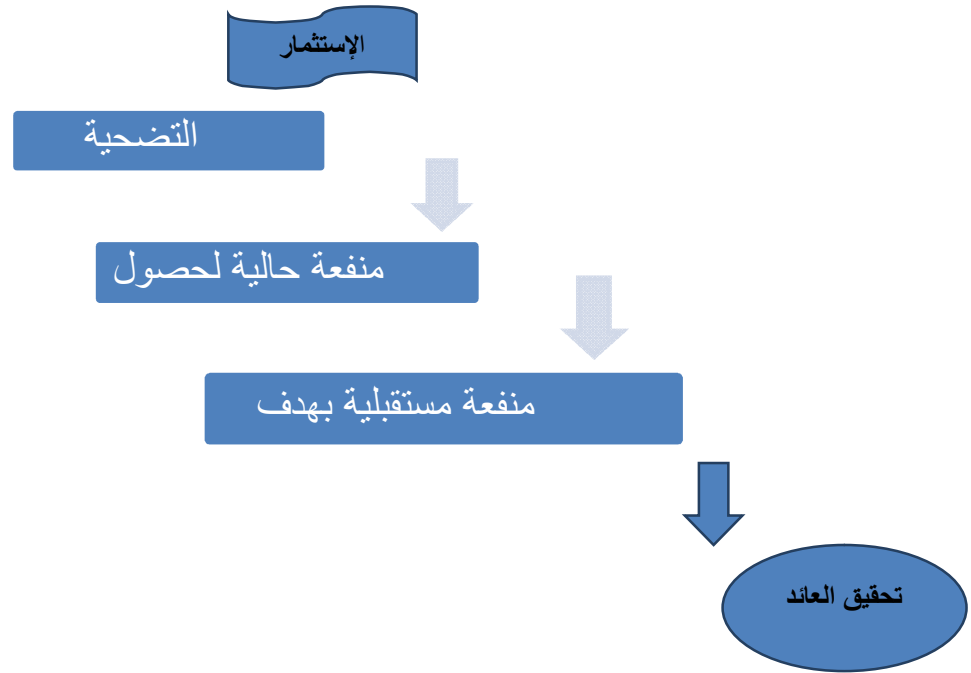 الإستثمار
التضحية
منفعة حالية لحصول
منفعة مستقبلية بهدف
تحقيق العائد